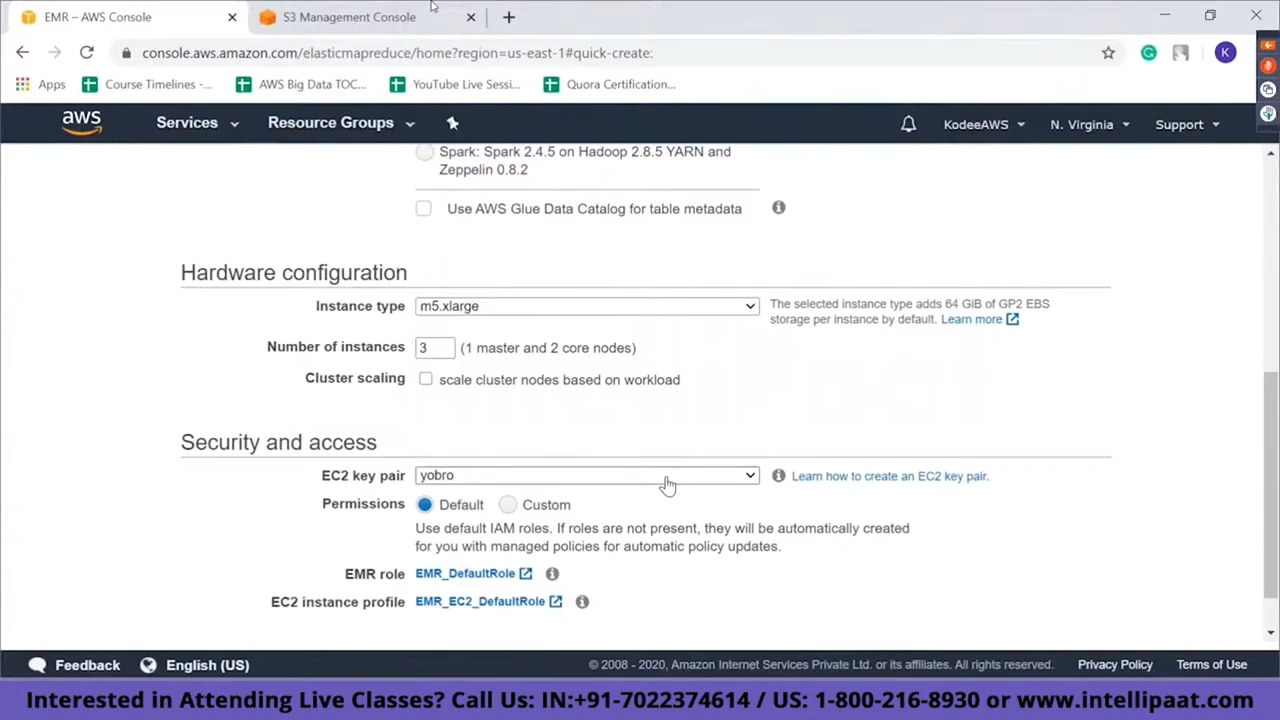 EMR – AWS Console
S3 Management Console
console.aws.amazon.com/elasticmapreduce/home?region=us-east-1#quick-create:
K
Apps
Course Timelines -...
AWS Big Data TOC...
YouTube Live Sessi...
Quora Certification...
aws
Services
Resource Groups
KodeeAWS
N. Virginia
Support
Spark: Spark 2.4.5 on Hadoop 2.8.5 YARN and
Zeppelin 0.8.2
Use AWS Glue Data Catalog for table metadata
Hardware configuration
Instance type
m5.xlarge
The selected instance type adds 64 GiB of GP2 EBS
storage per instance by default. Learn more
Number of instances
3
(1 master and 2 core nodes)
Cluster scaling
scale cluster nodes based on workload
Security and access
EC2 key pair
yobro
Learn how to create an EC2 key pair.
Permissions
Default
Custom
Use default IAM roles. If roles are not present, they will be automatically created
for you with managed policies for automatic policy updates.
EMR role
EMR_DefaultRole
EC2 instance profile
EMR_EC2_DefaultRole
Feedback
English (US)
© 2008 - 2020, Amazon Internet Services Private Ltd. or its affiliates. All rights reserved.
Privacy Policy
Terms of Use
Interested in Attending Live Classes? Call Us: IN:+91-7022374614 / US: 1-800-216-8930 or www.intellipaat.com